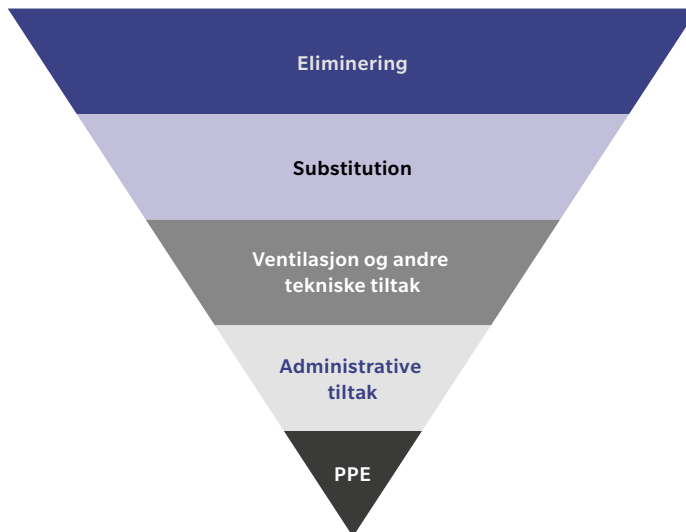 Eliminering
Substitution
Ventilasjon og andre
tekniske tiltak
Administrative
tiltak
PPE